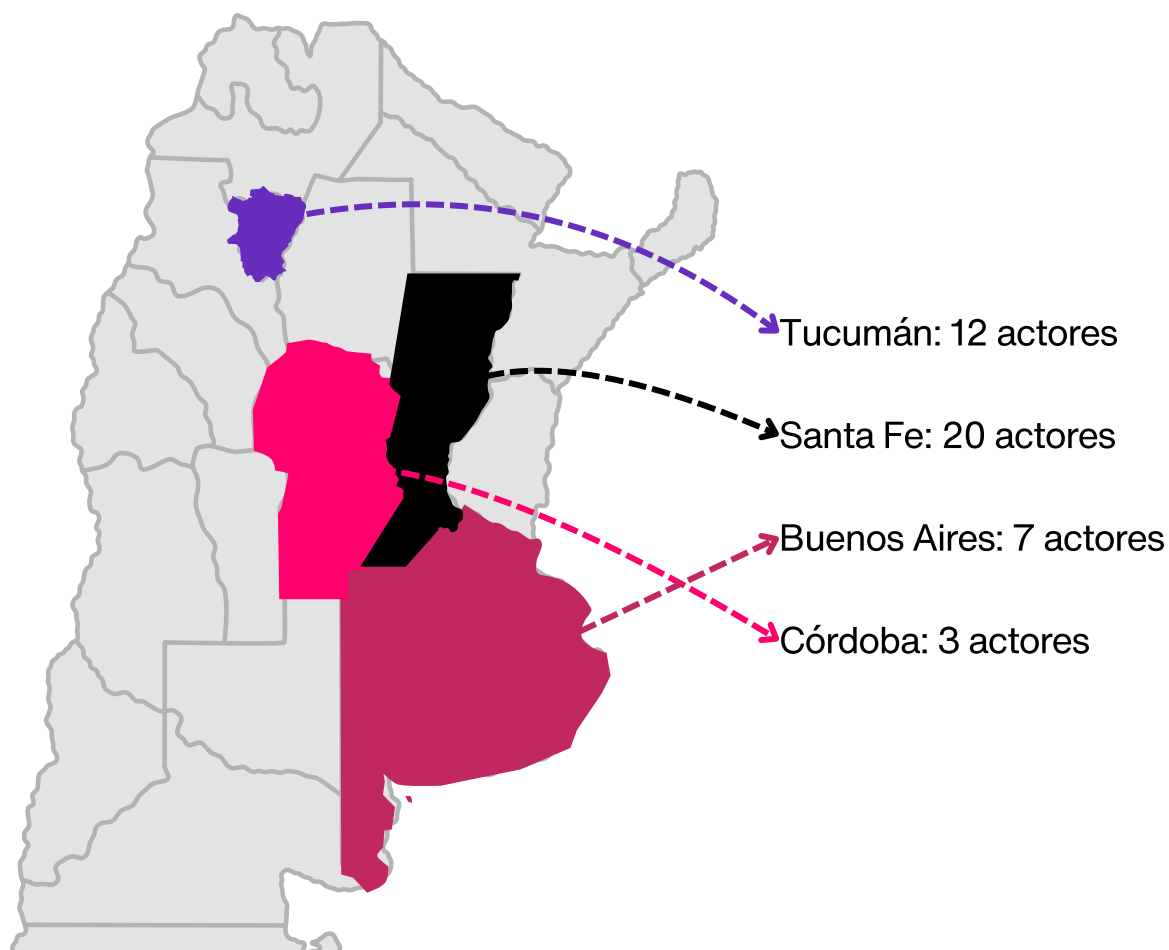 Tucumán: 12 actores
Santa Fe: 20 actores
Buenos Aires: 7 actores
Córdoba: 3 actores